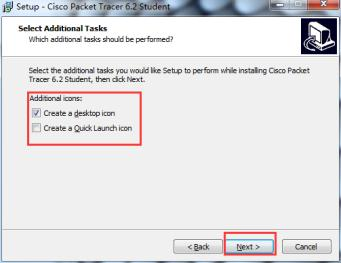 Setup - Cisco Packet Tracer 6.2 Student
Select Additional Tasks
Which additional tasks should be performed?
Select the additional tasks you would like Setup to perform while installing Cisco Packet
Tracer 6.2 Student, then click Next.
Additional icons:
Create a desktop icon
Create a Quick Launch icon
< Back
Next >
Cancel